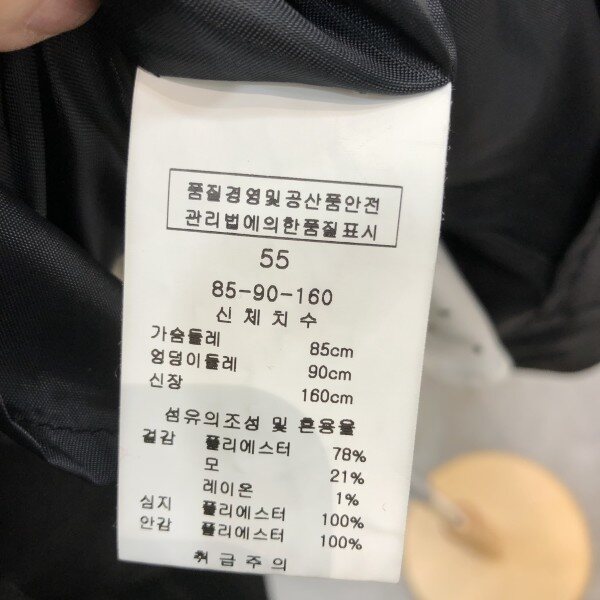 품질경영및공산품안전
관리법에의한품질표시
55
85-90-160
신체치수
가슴둘레 85cm
엉덩이둘레 90cm
신장 160cm
섬유의조성 및 혼용율
겉감 폴리에스터 78%
모 21%
레이온 1%
심지 폴리에스터 100%
안감 폴리에스터 100%
취급주의